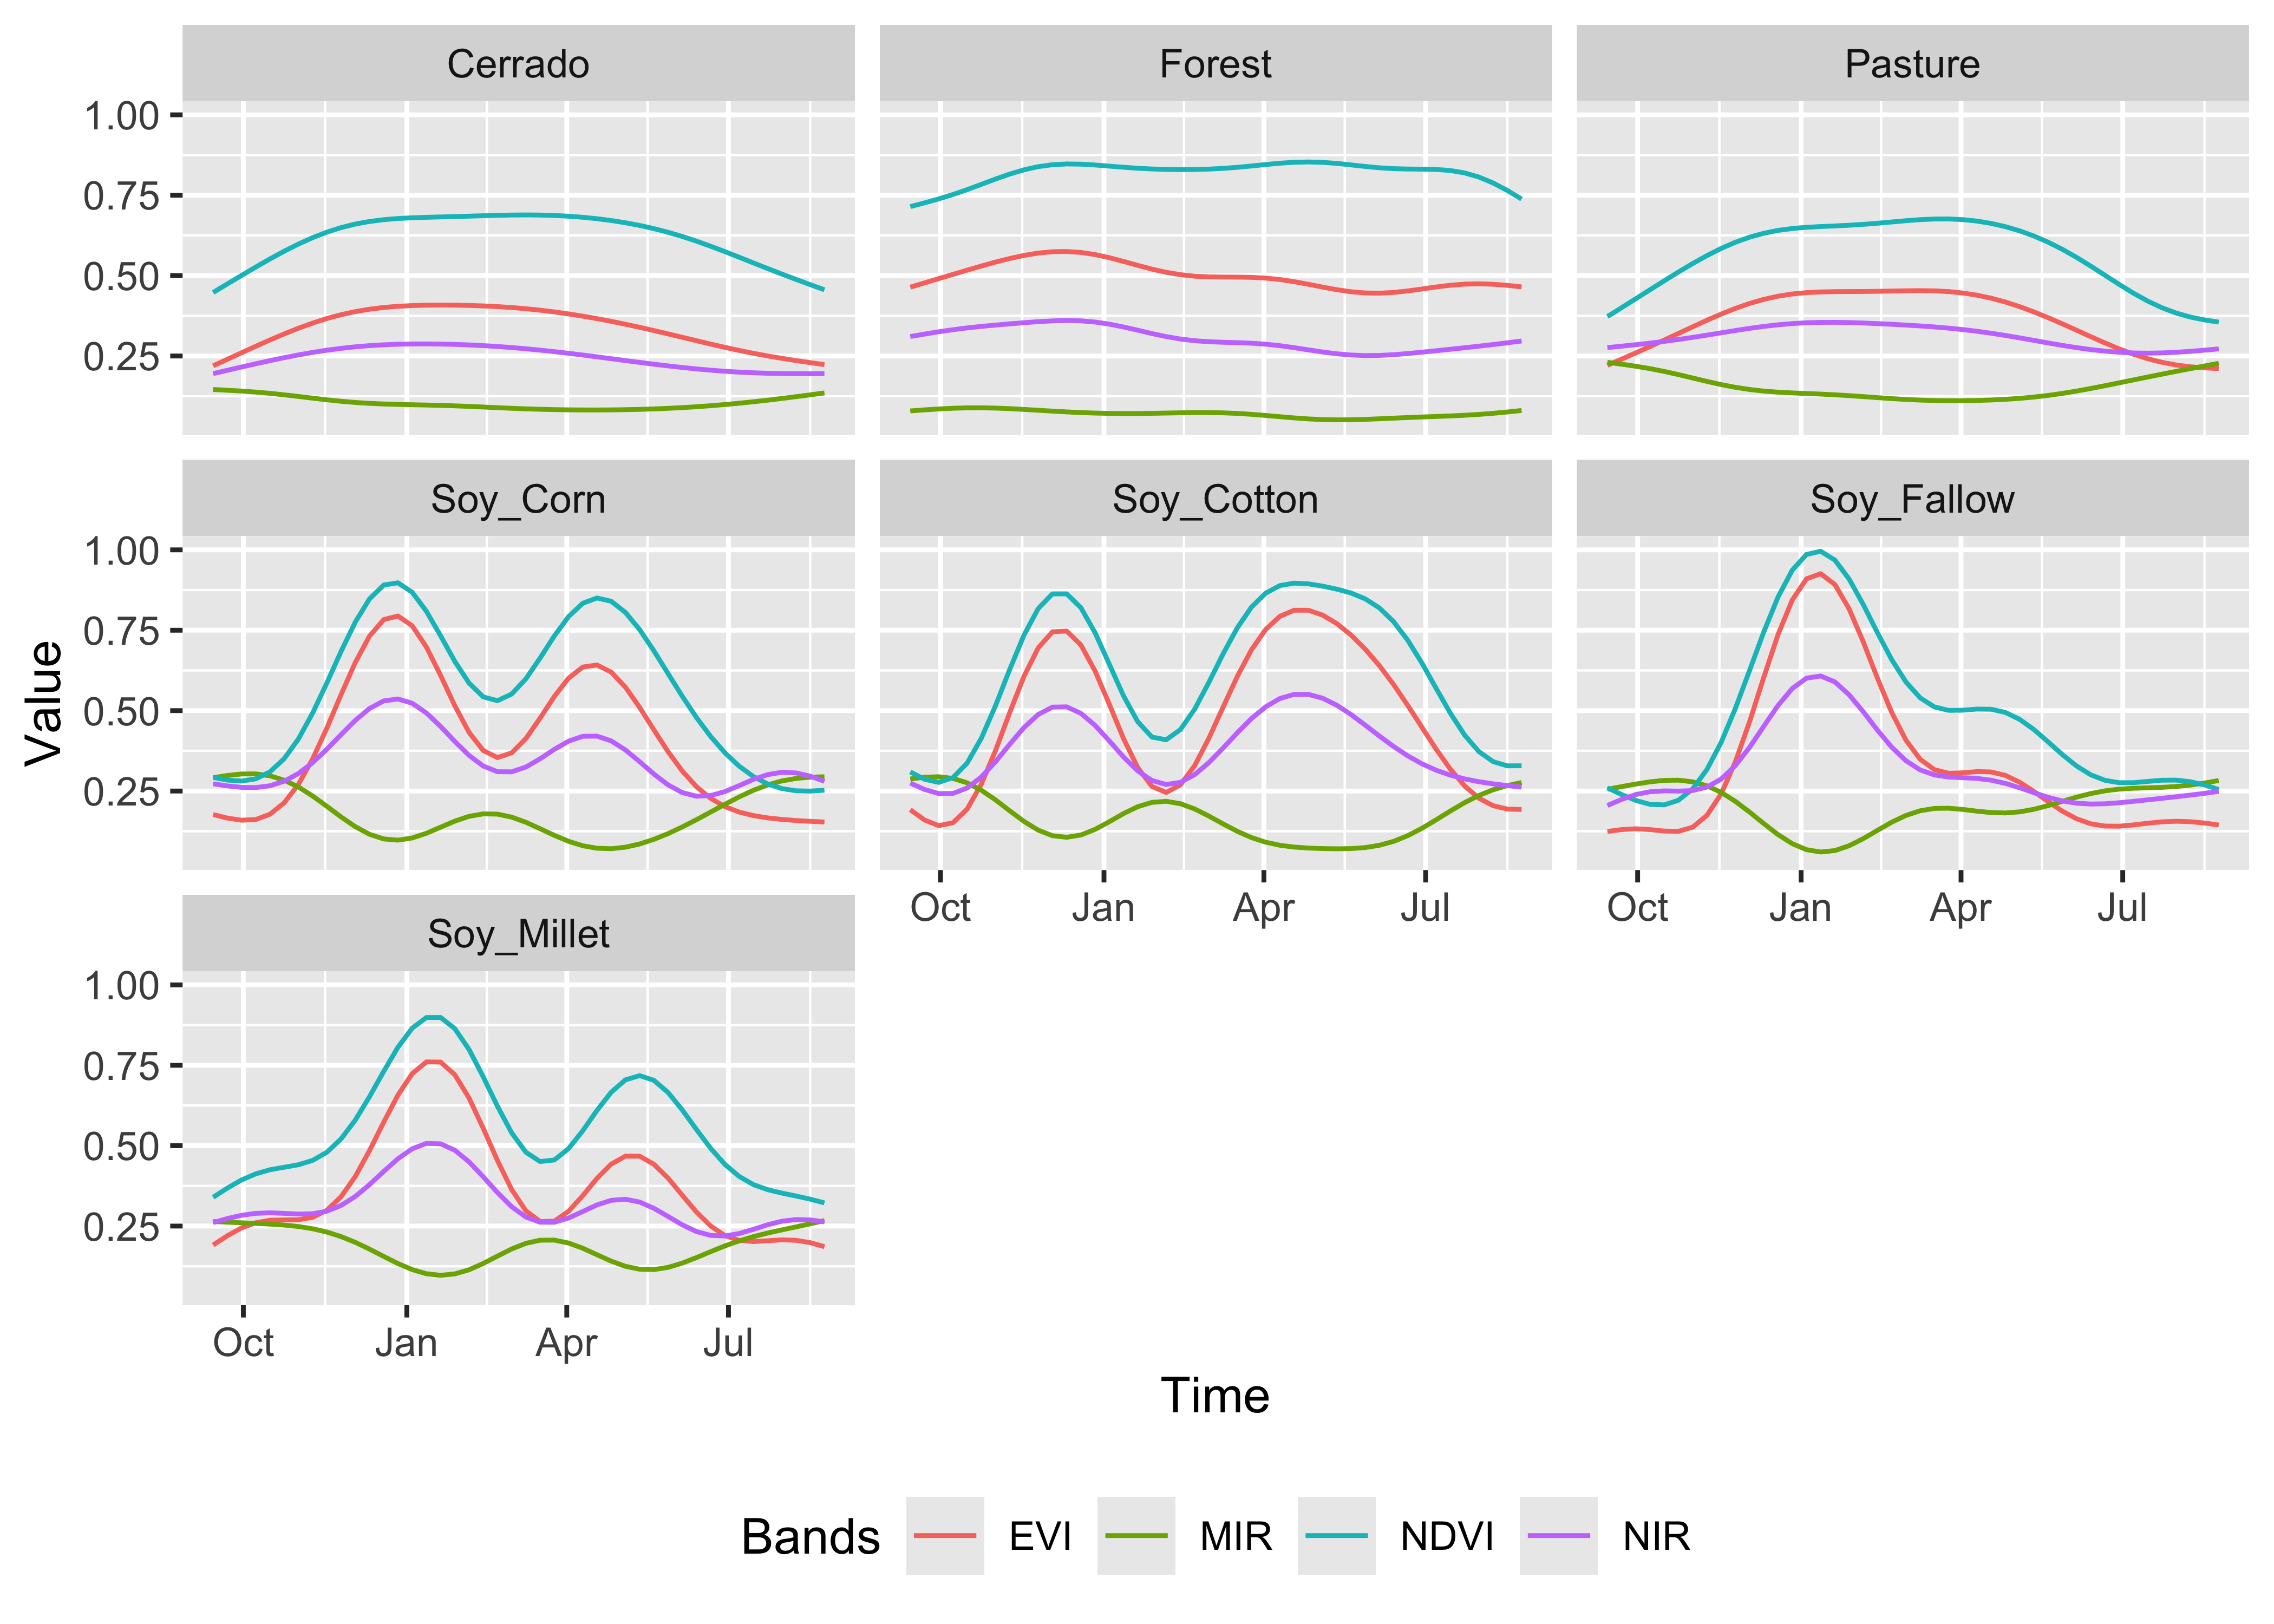 Cerrado Forest Pasture
1.00
0.75
0.50
0.25
Soy_Corn Soy_Cotton Soy_Fallow
1.00
0.75
0.50
0.25
Oct Jan Apr Jul Oct Jan Apr Jul
Soy_Millet
1.00
0.75
0.50
0.25
Oct Jan Apr Jul
Value
Time
Bands EVI MIR NDVI NIR